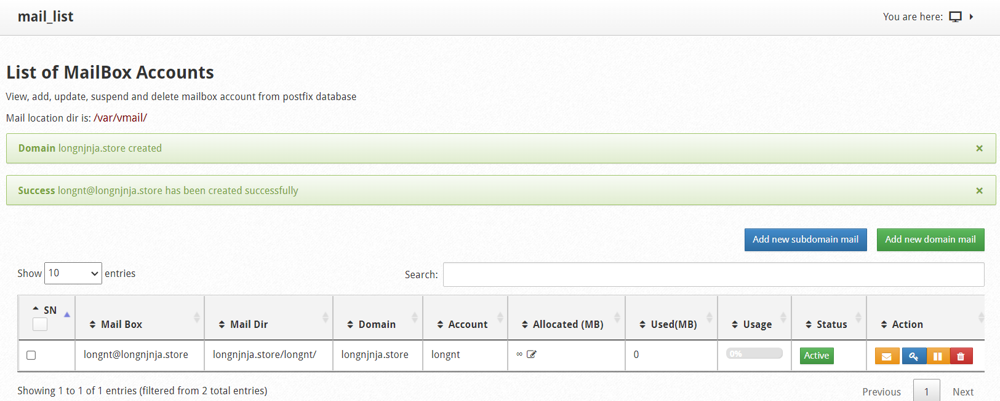 mail_list
You are here:
List of MailBox Accounts
View, add, update, suspend and delete mailbox account from postfix database
Mail location dir is: /var/vmail/
Domain longnjnja.store created
×
Success longnt@longnjnja.store has been created successfully
×
Add new subdomain mail
Add new domain mail
Show 10 entries
Search:
SN
Mail Box
Mail Dir
Domain
Account
Allocated (MB)
Used(MB)
Usage
Status
Action
longnt@longnjnja.store
longnjnja.store/longnt/
longnjnja.store
longnt
∞
0
0%
Active
Showing 1 to 1 of 1 entries (filtered from 2 total entries)
Previous
1
Next